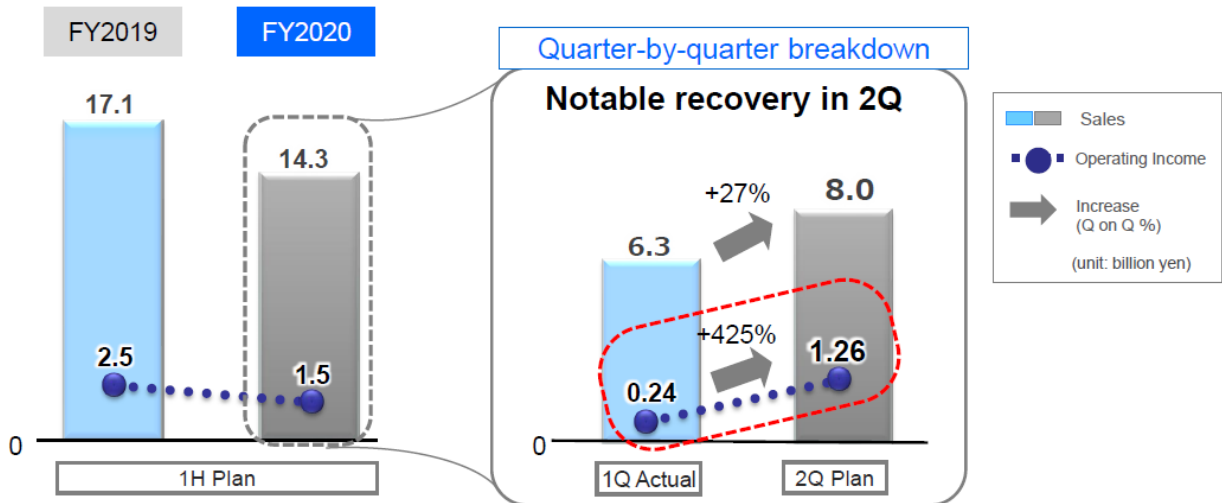 FY2019
FY2020
Quarter-by-quarter breakdown
Notable recovery in 2Q
17.1
14.3
2.5
1.5
0
1H Plan
+27%
8.0
6.3
+425%
1.26
0.24
0
1Q Actual
2Q Plan
Sales
Operating Income
Increase
(Q on Q %)
(unit: billion yen)